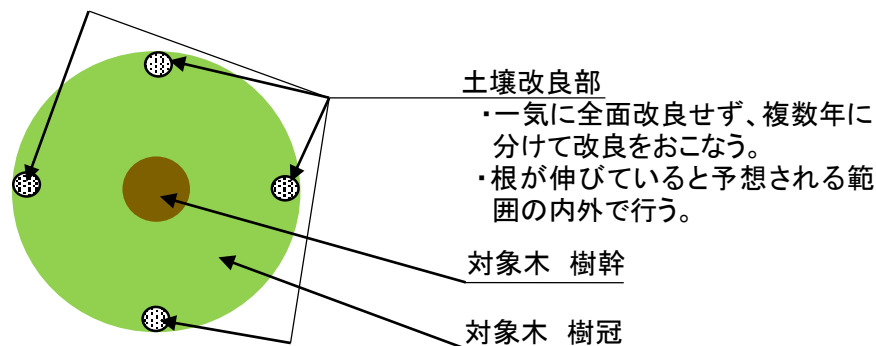 土壌改良部
・一気に全面改良せず、複数年に
分けて改良をおこなう。
・根が伸びていると予想される範
囲の内外で行う。
対象木 樹幹
対象木 樹冠